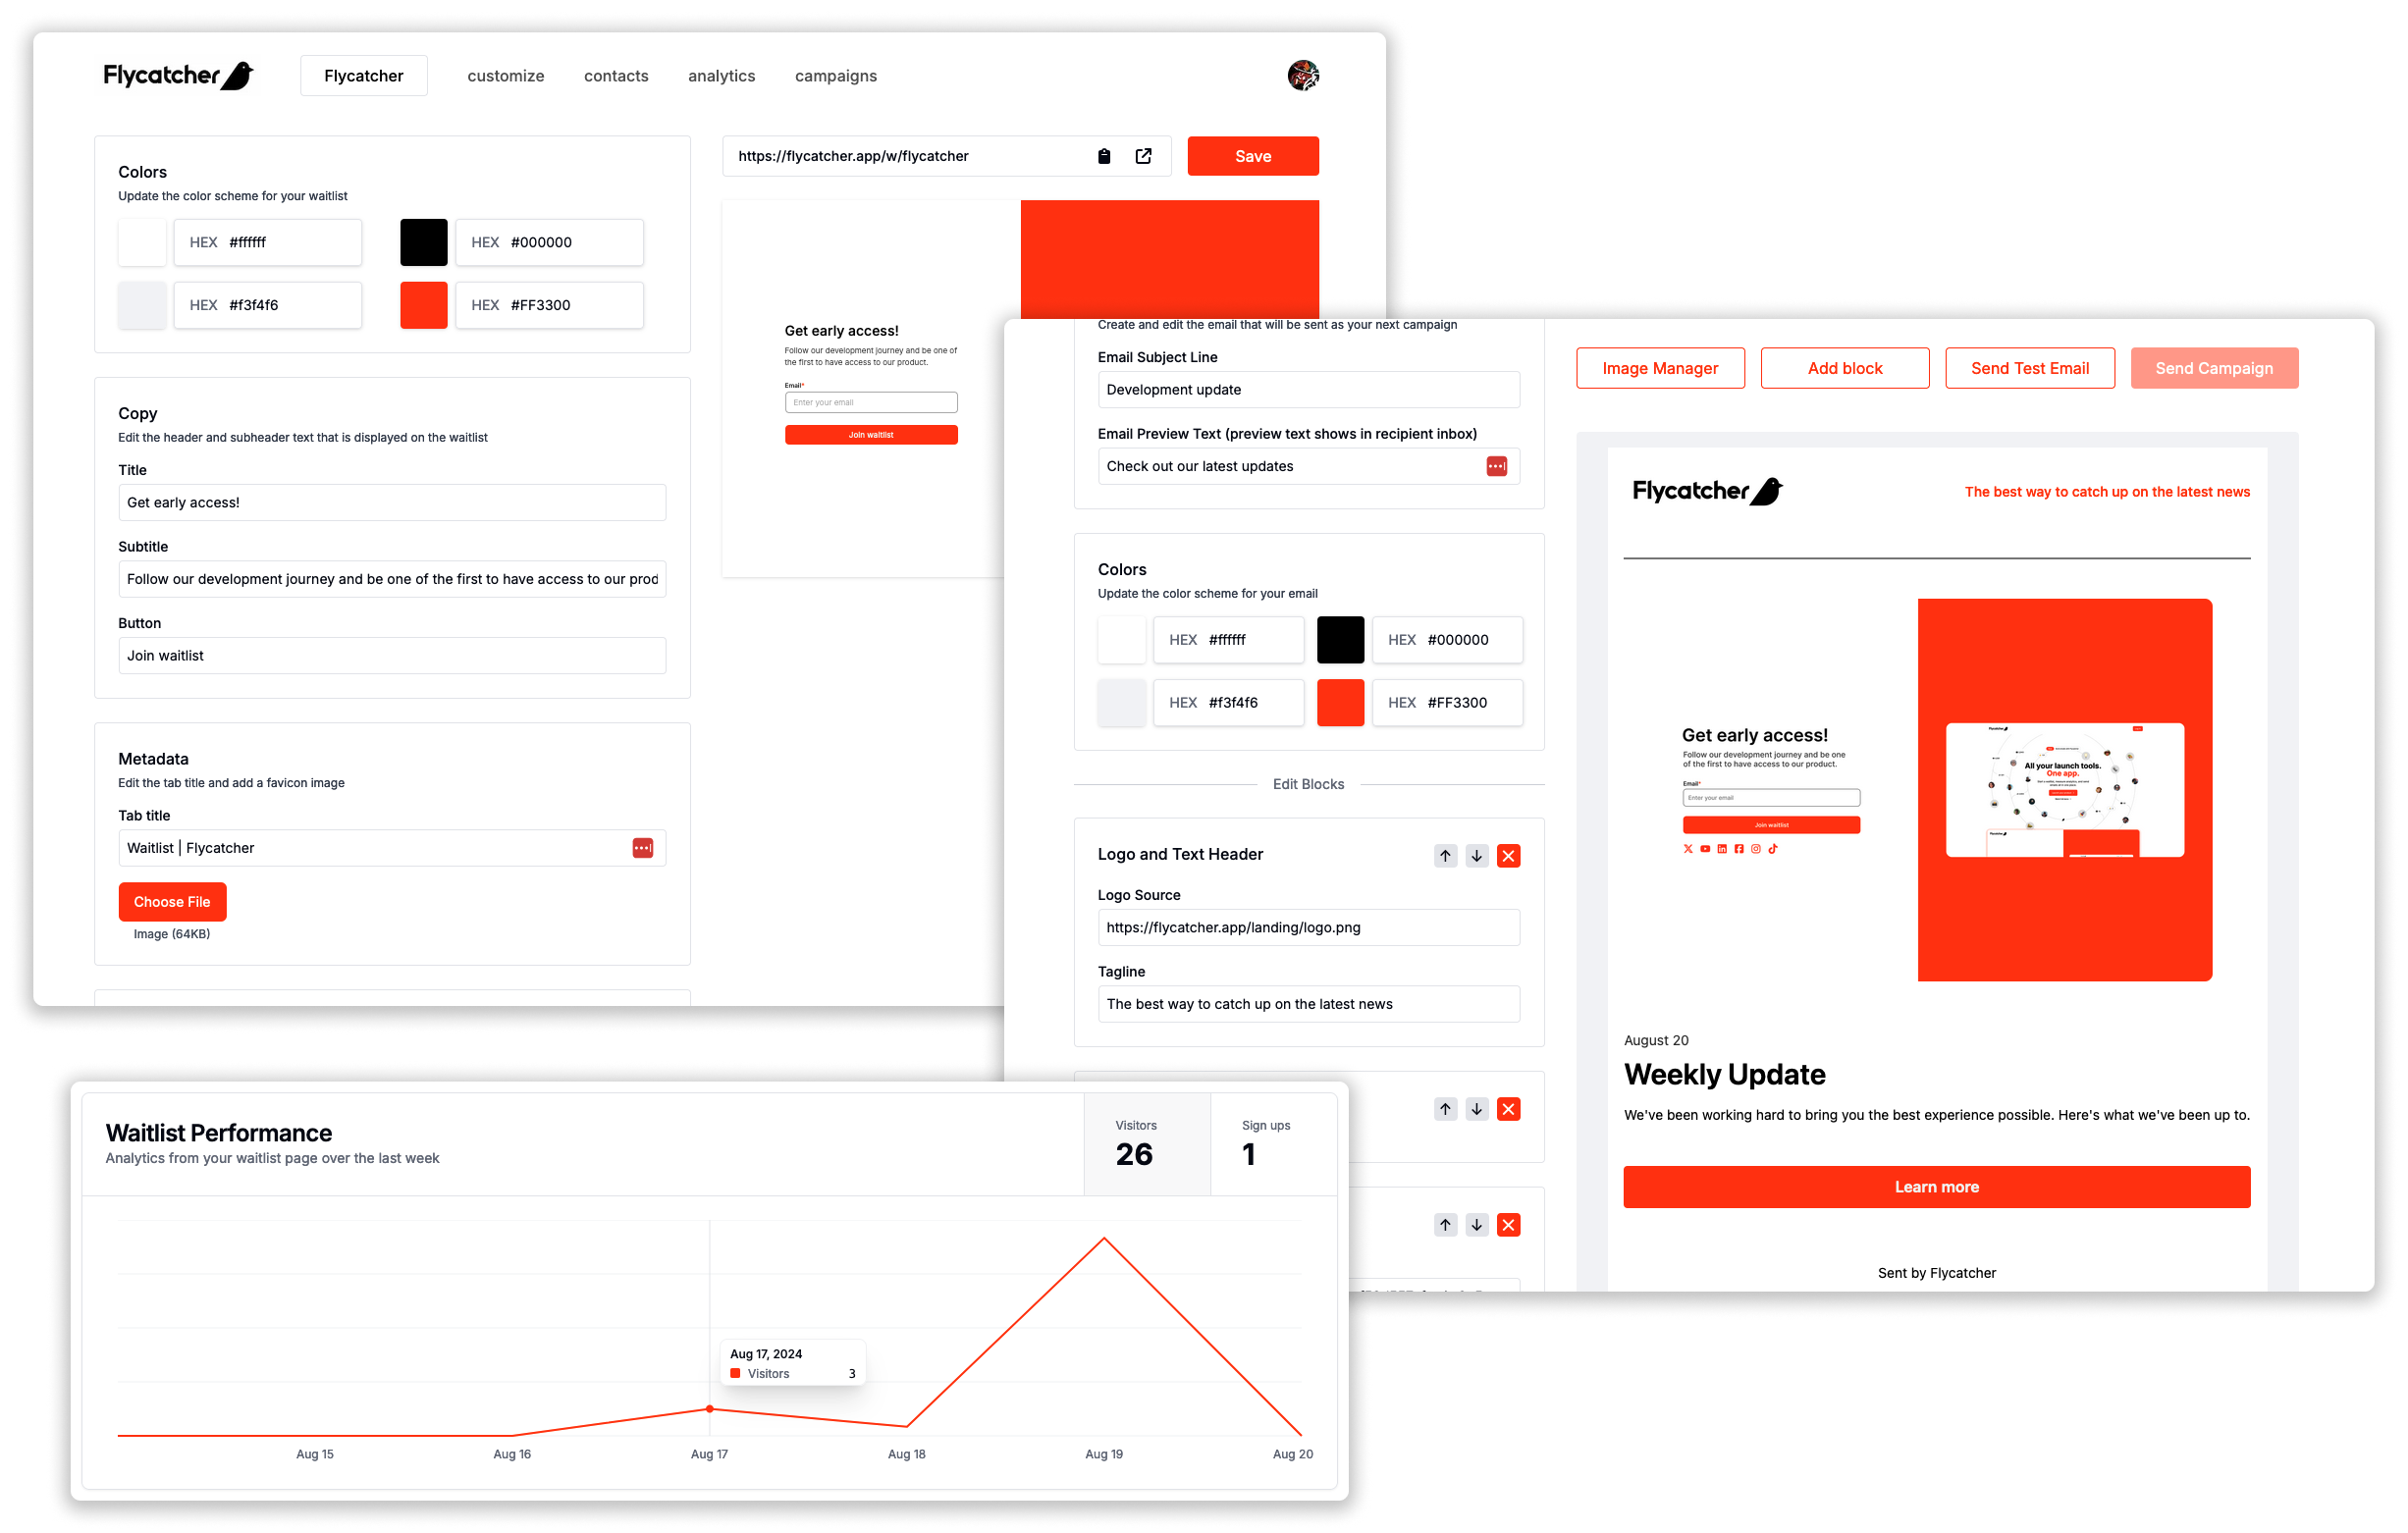 Flycatcher
Flycatcher
customize
contacts
analytics
campaigns
Colors
Update the color scheme for your waitlist
HEX #ffffff
HEX #000000
HEX #f3f4f6
HEX #FF3300
Copy
Edit the header and subheader text that is displayed on the waitlist
Title
Get early access!
Subtitle
Follow our development journey and be one of the first to have access to our prod
Button
Join waitlist
Metadata
Edit the tab title and add a favicon image
Tab title
Waitlist | Flycatcher
Choose File
Image (64KB)
https://flycatcher.app/w/flycatcher
Save
Get early access!
Follow our development journey and be one of
the first to have access to our product.
Email*
Enter your email
Join waitlist
Create and edit the email that will be sent as your next campaign
Email Subject Line
Development update
Email Preview Text (preview text shows in recipient inbox)
Check out our latest updates
Colors
Update the color scheme for your email
HEX #ffffff
HEX #000000
HEX #f3f4f6
HEX #FF3300
Edit Blocks
Logo and Text Header
Logo Source
https://flycatcher.app/landing/logo.png
Tagline
The best way to catch up on the latest news
Image Manager
Add block
Send Test Email
Send Campaign
Flycatcher
The best way to catch up on the latest news
Get early access!
Follow our development journey and be one
of the first to have access to our product.
Email*
Enter your email
Join waitlist
All your launch tools.
One app.
August 20
Weekly Update
We've been working hard to bring you the best experience possible. Here's what we've been up to.
Learn more
Sent by Flycatcher
Waitlist Performance
Analytics from your waitlist page over the last week
Visitors
26
Sign ups
1
Aug 17, 2024
Visitors 3
Aug 15
Aug 16
Aug 17
Aug 18
Aug 19
Aug 20